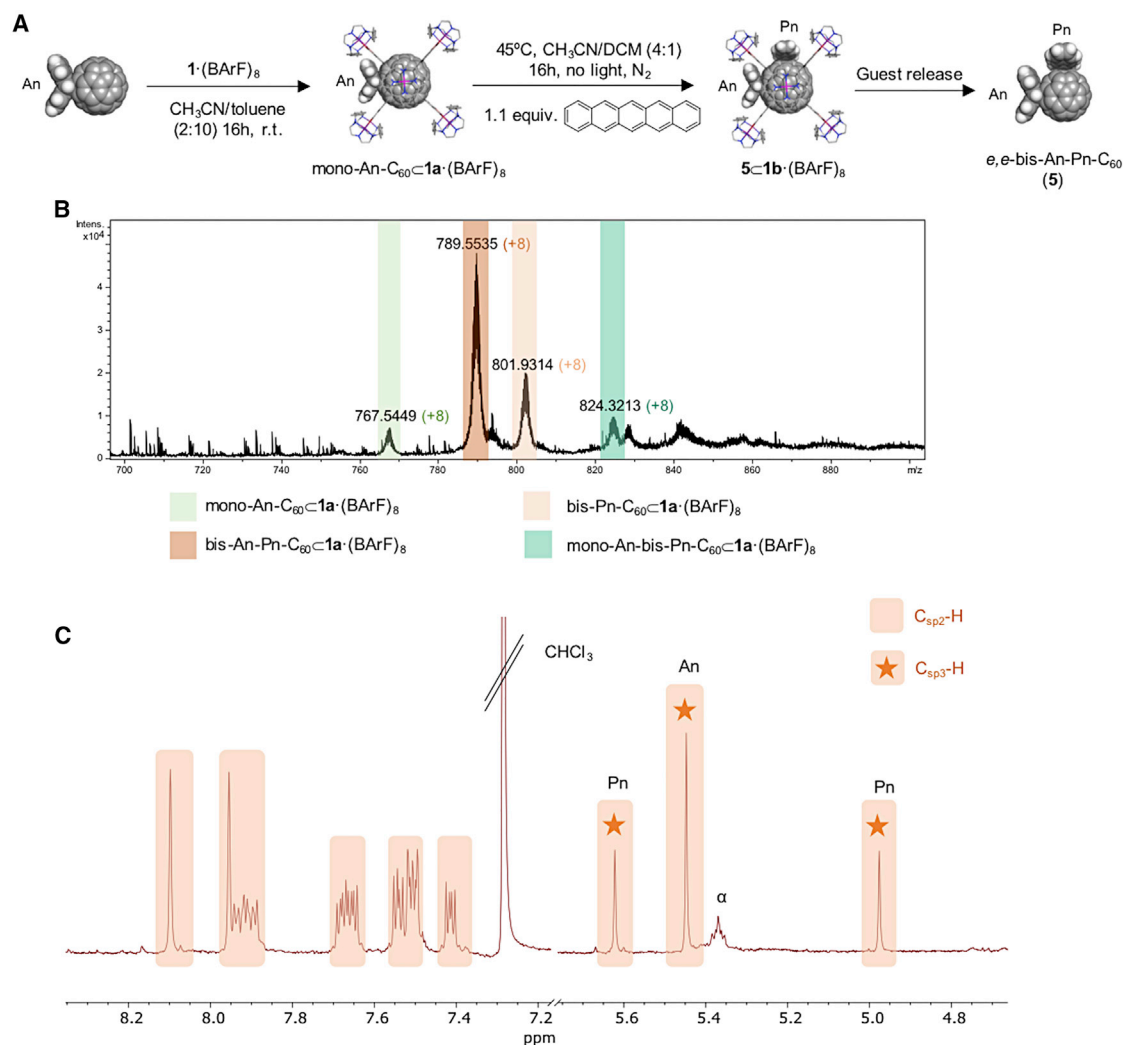 A
An
1·(BArF)₈
CH₃CN/toluene
(2:10) 16h, r.t.
An
mono-An-C₆₀⊂1a·(BArF)₈
45ºC, CH₃CN/DCM (4:1)
16h, no light, N₂
1.1 equiv.
Pn
An
5⊂1b·(BArF)₈
Guest release
Pn
An
e,e-bis-An-Pn-C₆₀
(5)
B
Intens.
x10⁴
4
3
2
1
0
767.5449 (+8)
789.5535 (+8)
801.9314 (+8)
824.3213 (+8)
700 720 740 760 780 800 820 840 860 880 m/z
mono-An-C₆₀⊂1a·(BArF)₈
bis-Pn-C₆₀⊂1a·(BArF)₈
bis-An-Pn-C₆₀⊂1a·(BArF)₈
mono-An-bis-Pn-C₆₀⊂1a·(BArF)₈
C
Csp2-H
Csp3-H
CHCl₃
An
Pn
Pn
α
8.2 8.0 7.8 7.6 7.4 7.2 5.6 5.4 5.2 5.0 4.8
ppm